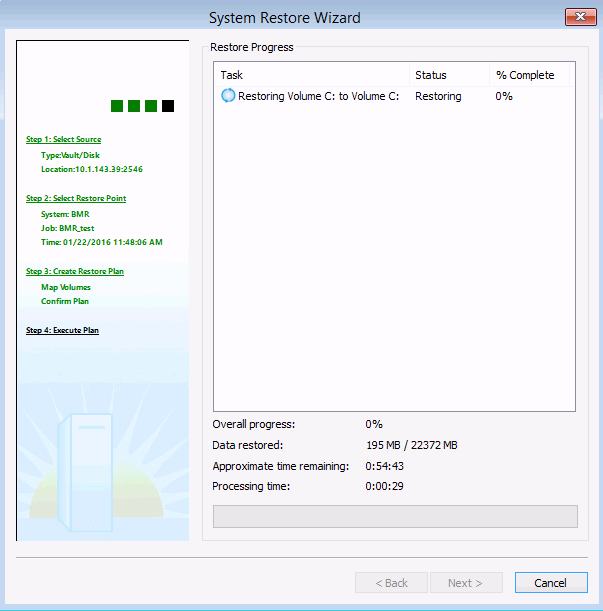 System Restore Wizard
Step 1: Select Source
Type:Vault/Disk
Location:10.1.143.39:2546
Step 2: Select Restore Point
System: BMR
Job: BMR_test
Time: 01/22/2016 11:48:06 AM
Step 3: Create Restore Plan
Map Volumes
Confirm Plan
Step 4: Execute Plan
Restore Progress
Task Status % Complete
Restoring Volume C: to Volume C: Restoring 0%
Overall progress: 0%
Data restored: 195 MB / 22372 MB
Approximate time remaining: 0:54:43
Processing time: 0:00:29
< Back Next > Cancel